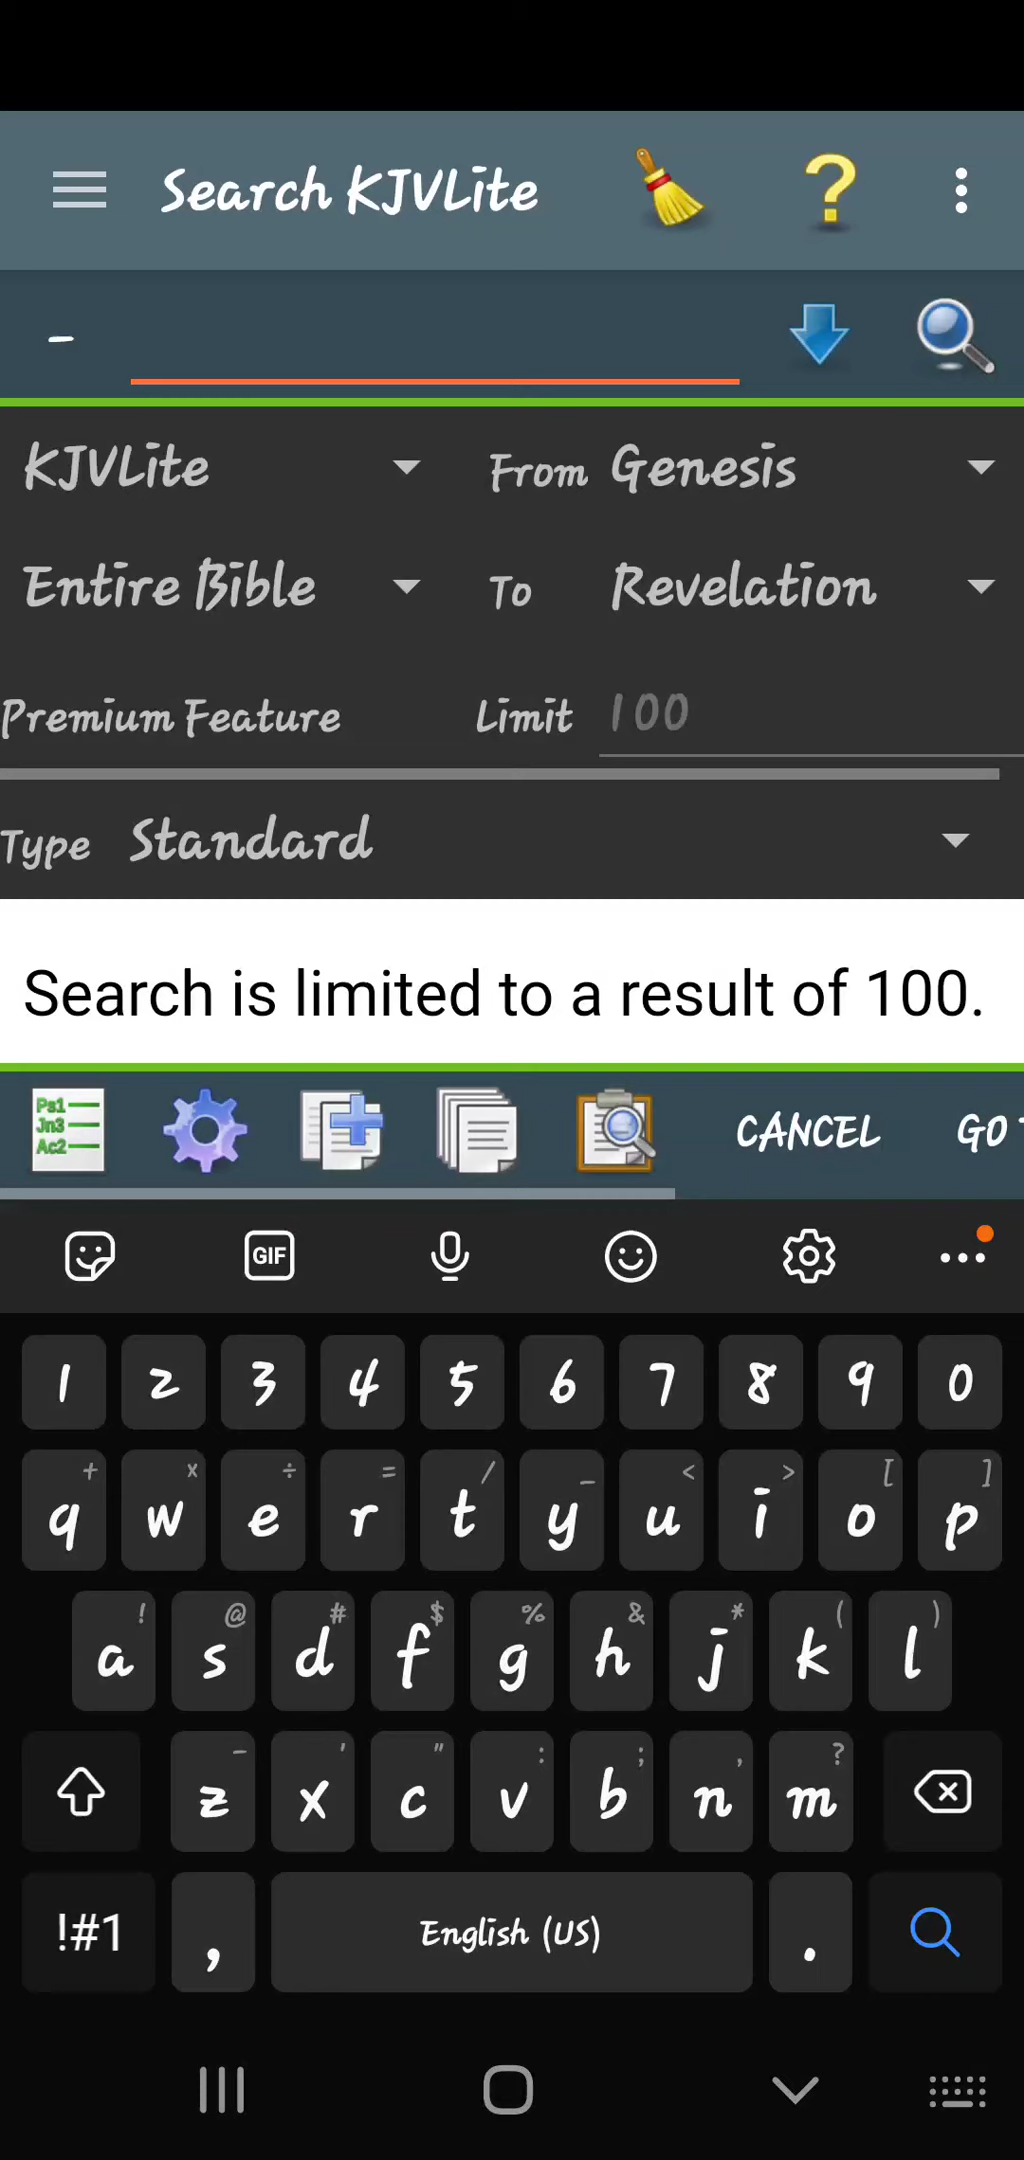 Search KJVLite
?
–
KJVLite From Genesis
Entire Bible To Revelation
Premium Feature Limit 100
Type Standard
Search is limited to a result of 100.
Ps1
Jn3
Ac2
CANCEL GO
GIF
1 2 3 4 5 6 7 8 9 0
+ × ÷ = / _ < > [ ]
q w e r t y u i o p
! @ # $ % & * ( )
a s d f g h j k l
- ' " : ; , ?
z x c v b n m
!#1 , English (US) .